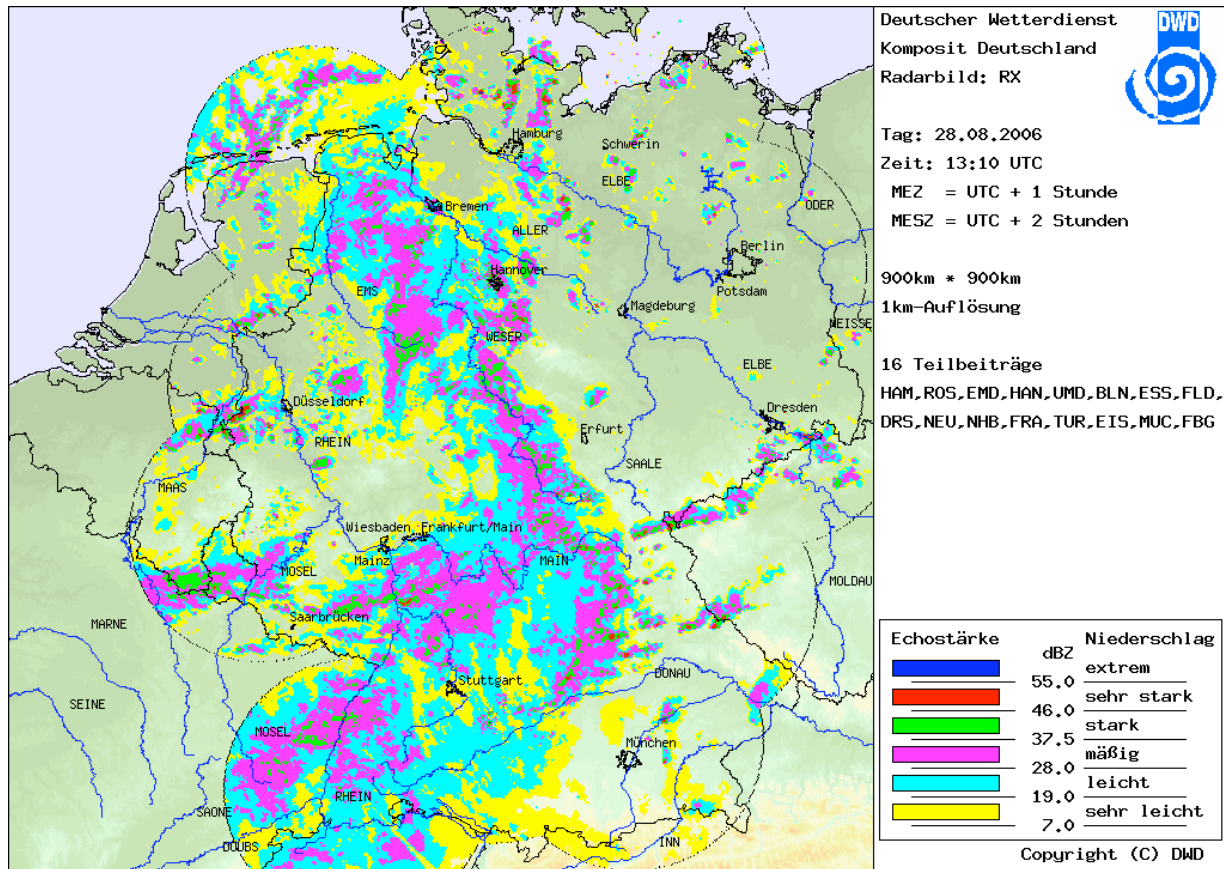 Deutscher Wetterdienst
Komposit Deutschland
Radarbild: RX
DWD
Tag: 28.08.2006
Zeit: 13:10 UTC
MEZ = UTC + 1 Stunde
MESZ = UTC + 2 Stunden
900km * 900km
1km-Auflösung
16 Teilbeiträge
HAM,ROS,EMD,HAN,UMD,BLN,ESS,FLD,
DRS,NEU,NHB,FRA,TUR,EIS,MUC,FBG
Hamburg
Schwerin
ELBE
Bremen
ODER
ALLER
Berlin
Hannover
EMS
Potsdam
Magdeburg
NEISSE
WESER
ELBE
Düsseldorf
Dresden
RHEIN
Erfurt
SAALE
MAAS
Wiesbaden
Frankfurt/Main
Mainz
MAIN
MOSEL
MOLDAU
Saarbrücken
MARNE
DONAU
Stuttgart
SEINE
MOSEL
München
RHEIN
SAONE
DOUBS
INN
Echostärke Niederschlag
dBZ
extrem
55.0
sehr stark
46.0
stark
37.5
mäßig
28.0
leicht
19.0
sehr leicht
7.0
Copyright (C) DWD